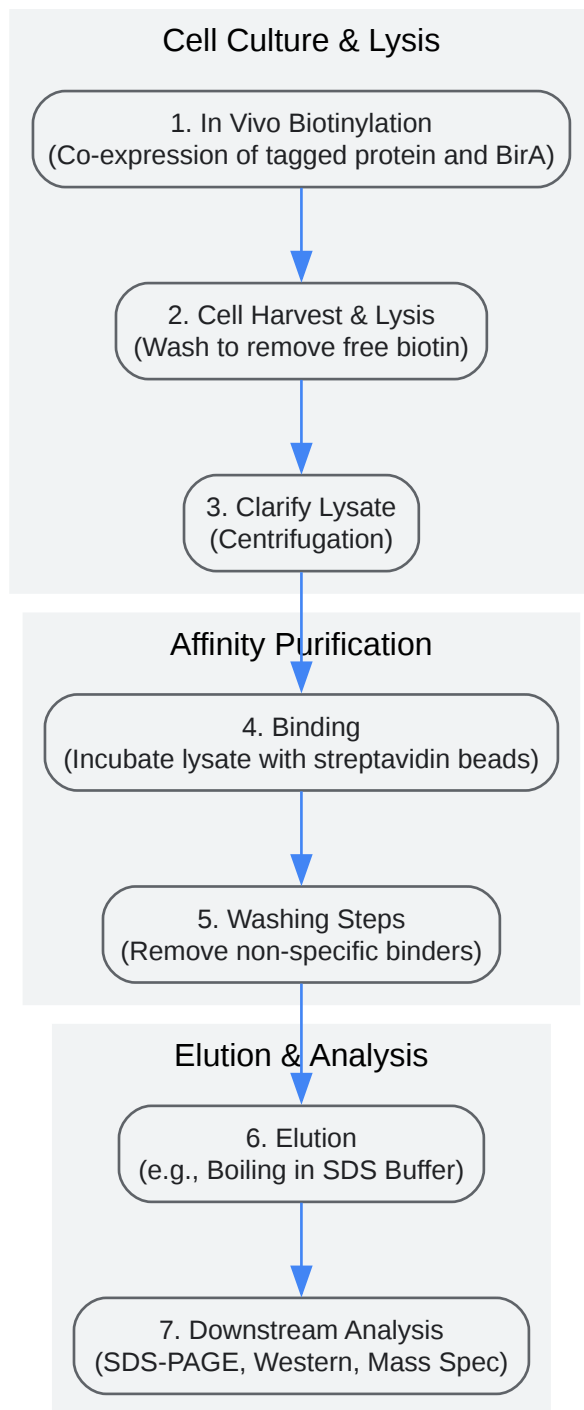 Cell Culture & Lysis
1. In Vivo Biotinylation
(Co-expression of tagged protein and BirA)
2. Cell Harvest & Lysis
(Wash to remove free biotin)
3. Clarify Lysate
(Centrifugation)
Affinity Purification
4. Binding
(Incubate lysate with streptavidin beads)
5. Washing Steps
(Remove non-specific binders)
Elution & Analysis
6. Elution
(e.g., Boiling in SDS Buffer)
7. Downstream Analysis
(SDS-PAGE, Western, Mass Spec)